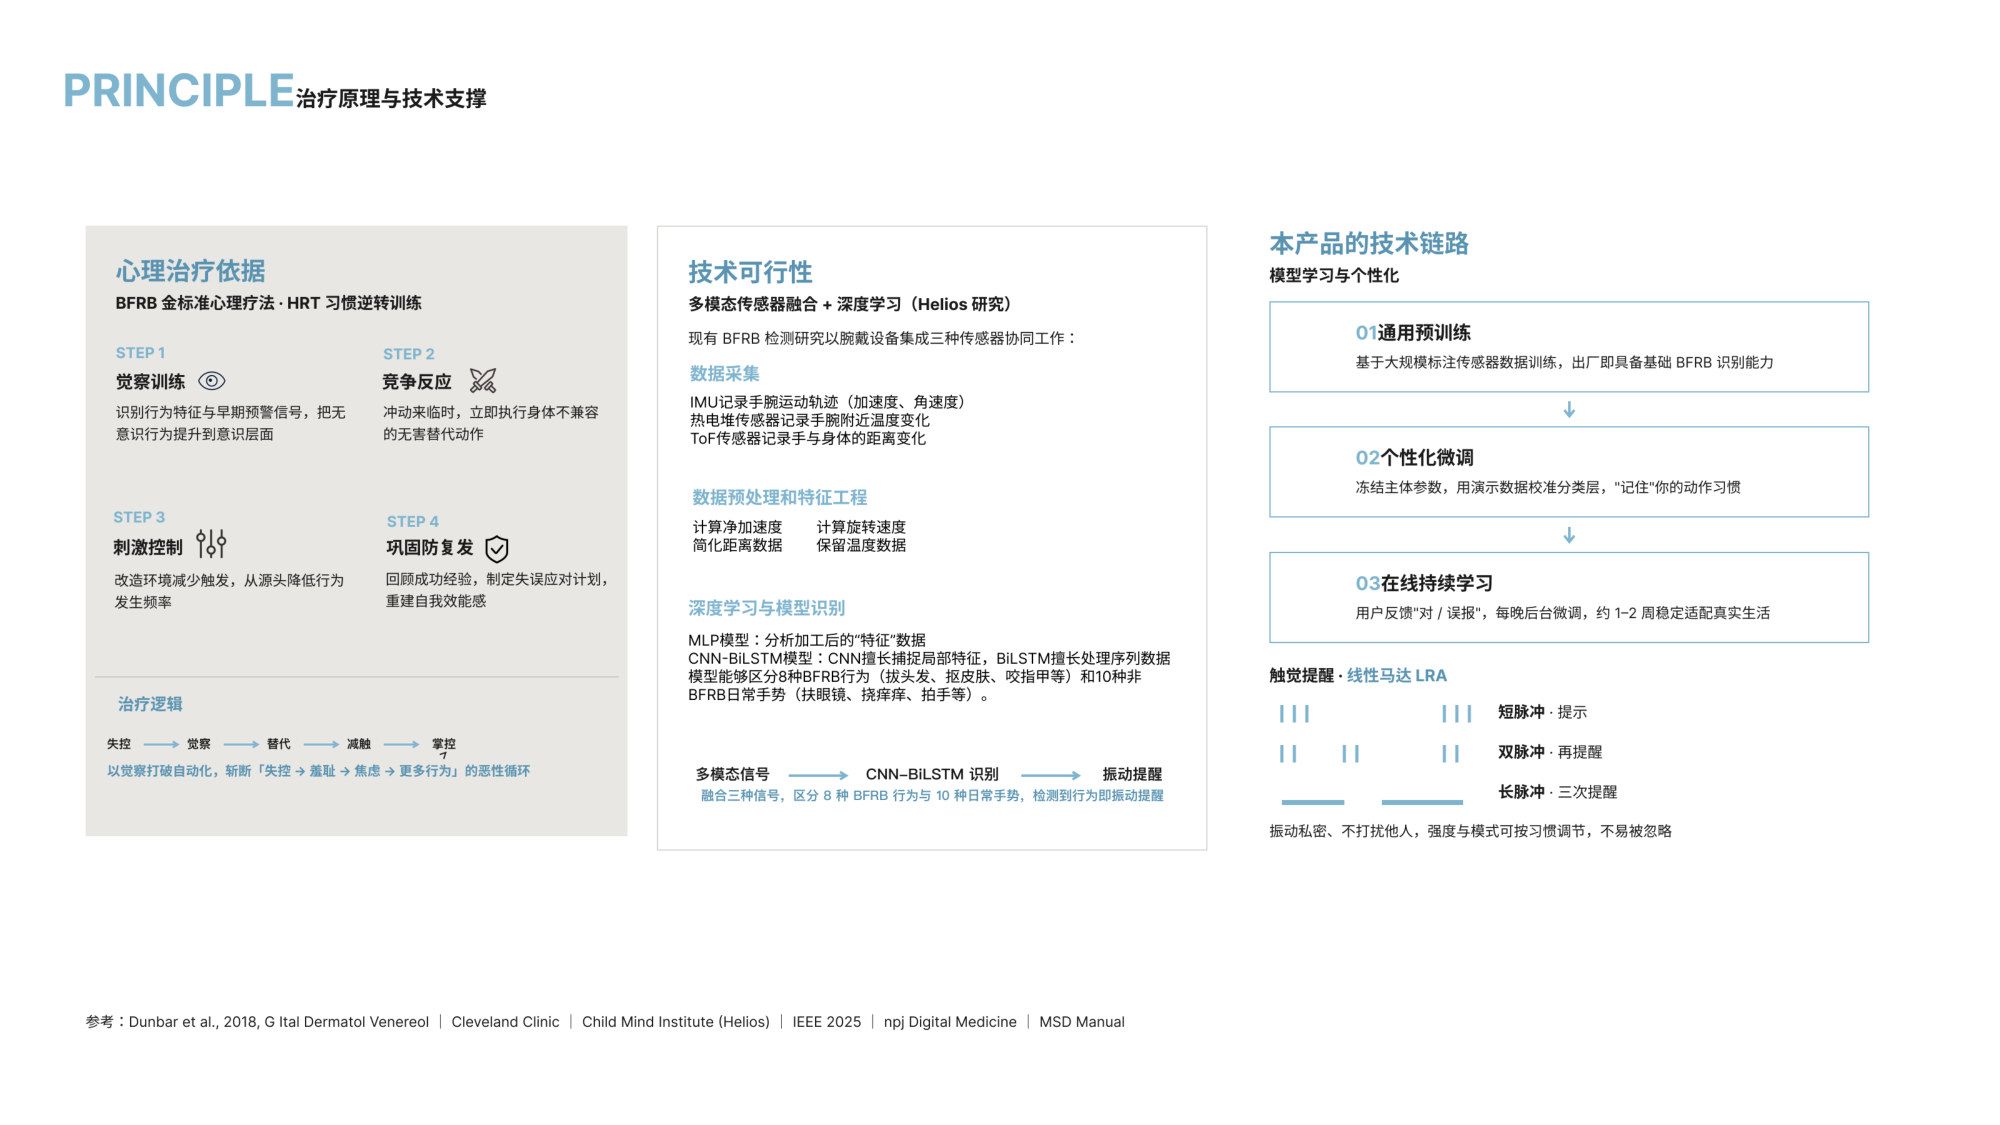 PRINCIPLE治疗原理与技术支撑
心理治疗依据
BFRB 金标准心理疗法 · HRT 习惯逆转训练
STEP 1
觉察训练
识别行为特征与早期预警信号，把无
意识行为提升到意识层面
STEP 2
竞争反应
冲动来临时，立即执行身体不兼容
的无害替代动作
STEP 3
刺激控制
改造环境减少触发，从源头降低行为
发生频率
STEP 4
巩固防复发
回顾成功经验，制定失误应对计划，
重建自我效能感
治疗逻辑
失控 → 觉察 → 替代 → 减触 → 掌控
以觉察打破自动化，斩断「失控 → 羞耻 → 焦虑 → 更多行为」的恶性循环
技术可行性
多模态传感器融合 + 深度学习（Helios 研究）
现有 BFRB 检测研究以腕戴设备集成三种传感器协同工作：
数据采集
IMU记录手腕运动轨迹（加速度、角速度）
热电堆传感器记录手腕附近温度变化
ToF传感器记录手与身体的距离变化
数据预处理和特征工程
计算净加速度 计算旋转速度
简化距离数据 保留温度数据
深度学习与模型识别
MLP模型：分析加工后的“特征”数据
CNN-BiLSTM模型：CNN擅长捕捉局部特征，BiLSTM擅长处理序列数据
模型能够区分8种BFRB行为（拔头发、抠皮肤、咬指甲等）和10种非
BFRB日常手势（扶眼镜、挠痒痒、拍手等）。
多模态信号 → CNN–BiLSTM 识别 → 振动提醒
融合三种信号，区分 8 种 BFRB 行为与 10 种日常手势，检测到行为即振动提醒
本产品的技术链路
模型学习与个性化
01通用预训练
基于大规模标注传感器数据训练，出厂即具备基础 BFRB 识别能力
02个性化微调
冻结主体参数，用演示数据校准分类层，"记住"你的动作习惯
03在线持续学习
用户反馈"对 / 误报"，每晚后台微调，约 1–2 周稳定适配真实生活
触觉提醒 · 线性马达 LRA
短脉冲 · 提示
双脉冲 · 再提醒
长脉冲 · 三次提醒
振动私密、不打扰他人，强度与模式可按习惯调节，不易被忽略
参考：Dunbar et al., 2018, G Ital Dermatol Venereol ｜ Cleveland Clinic ｜ Child Mind Institute (Helios) ｜ IEEE 2025 ｜ npj Digital Medicine ｜ MSD Manual